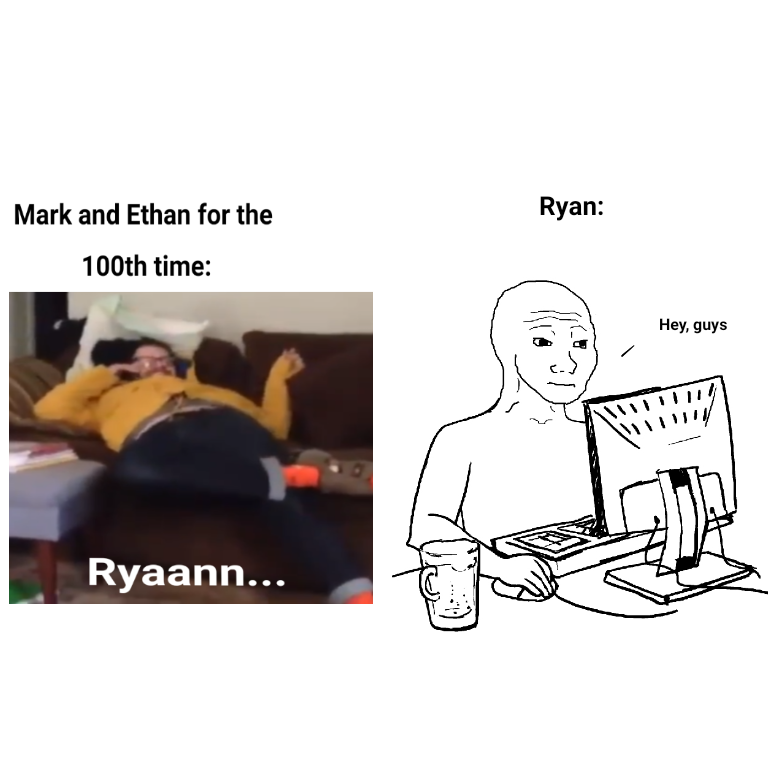 Mark and Ethan for the
100th time:
Ryaann...
Ryan:
Hey, guys